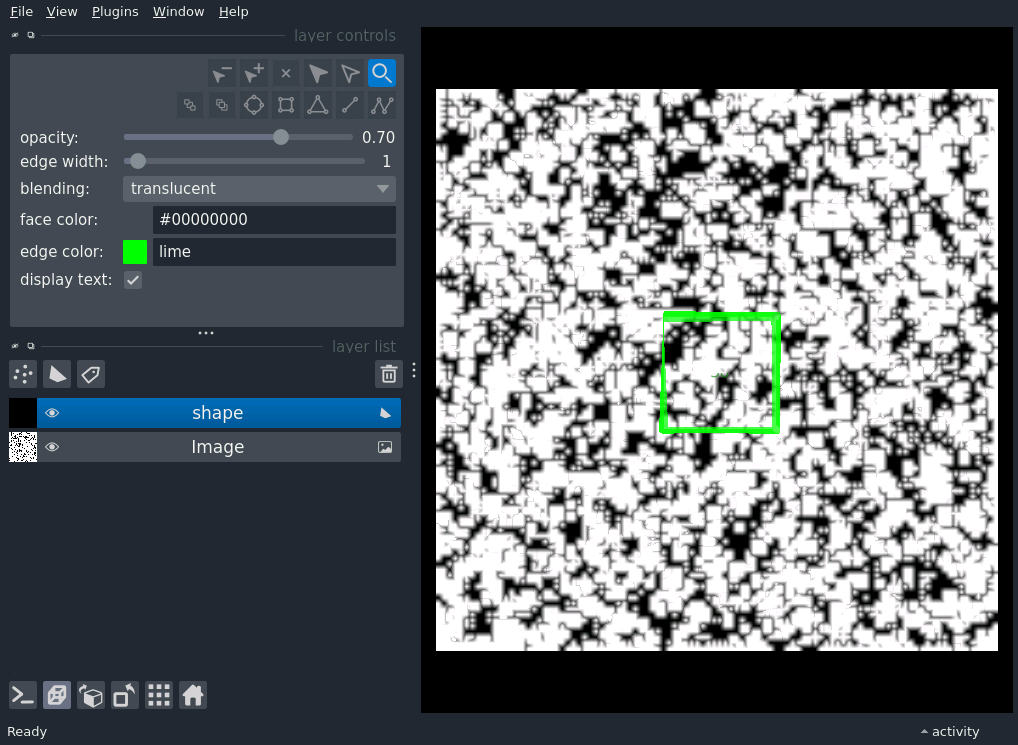 File View Plugins Window Help
layer controls
opacity: 0.70
edge width: 1
blending: translucent
face color: #00000000
edge color: lime
display text:
layer list
shape
Image
Ready
activity